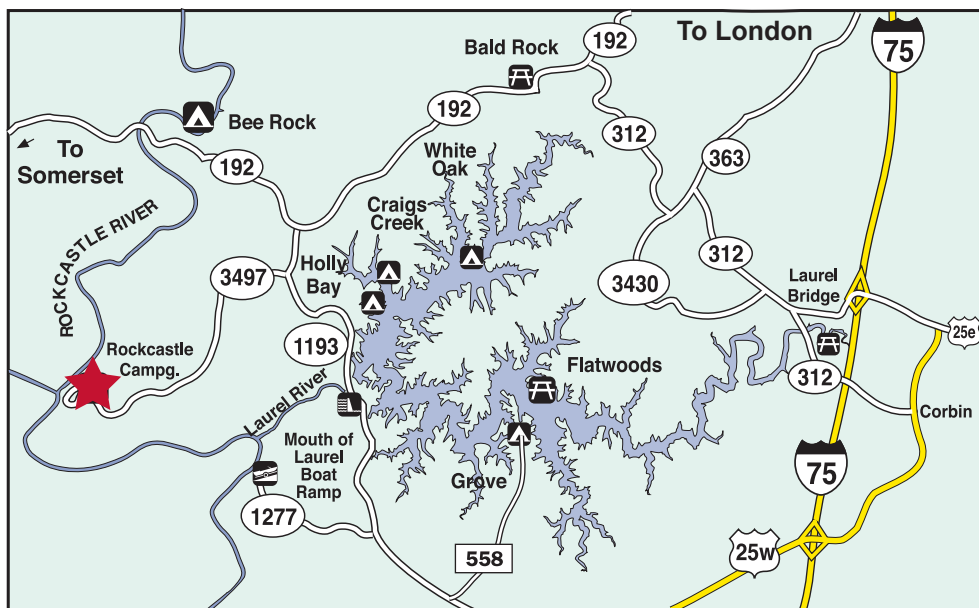 192
To London
75
Bald Rock
Bee Rock
192
312
White
Oak
363
To
Somerset
192
Craigs
Creek
ROCKCASTLE RIVER
3497
Holly
Bay
312
3430
Laurel
Bridge
25e
1193
Rockcastle
Campg.
Flatwoods
312
Laurel River
Corbin
Mouth of
Laurel
Boat
Ramp
Grove
75
1277
558
25w